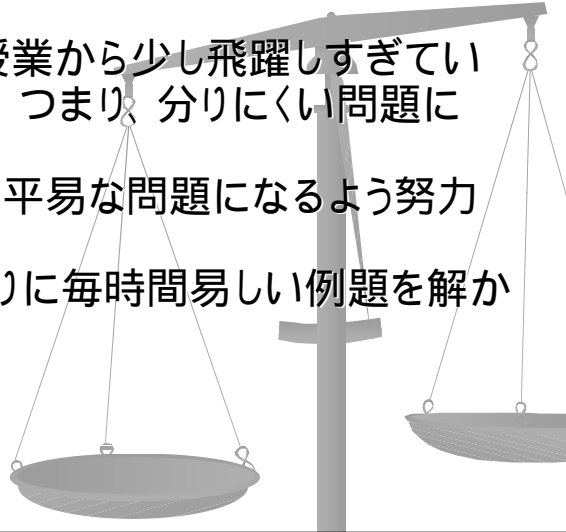 授業から少し飛躍しすぎてい
つまり、分りにくい問題に
平易な問題になるよう努力
りに毎時間易しい例題を解か